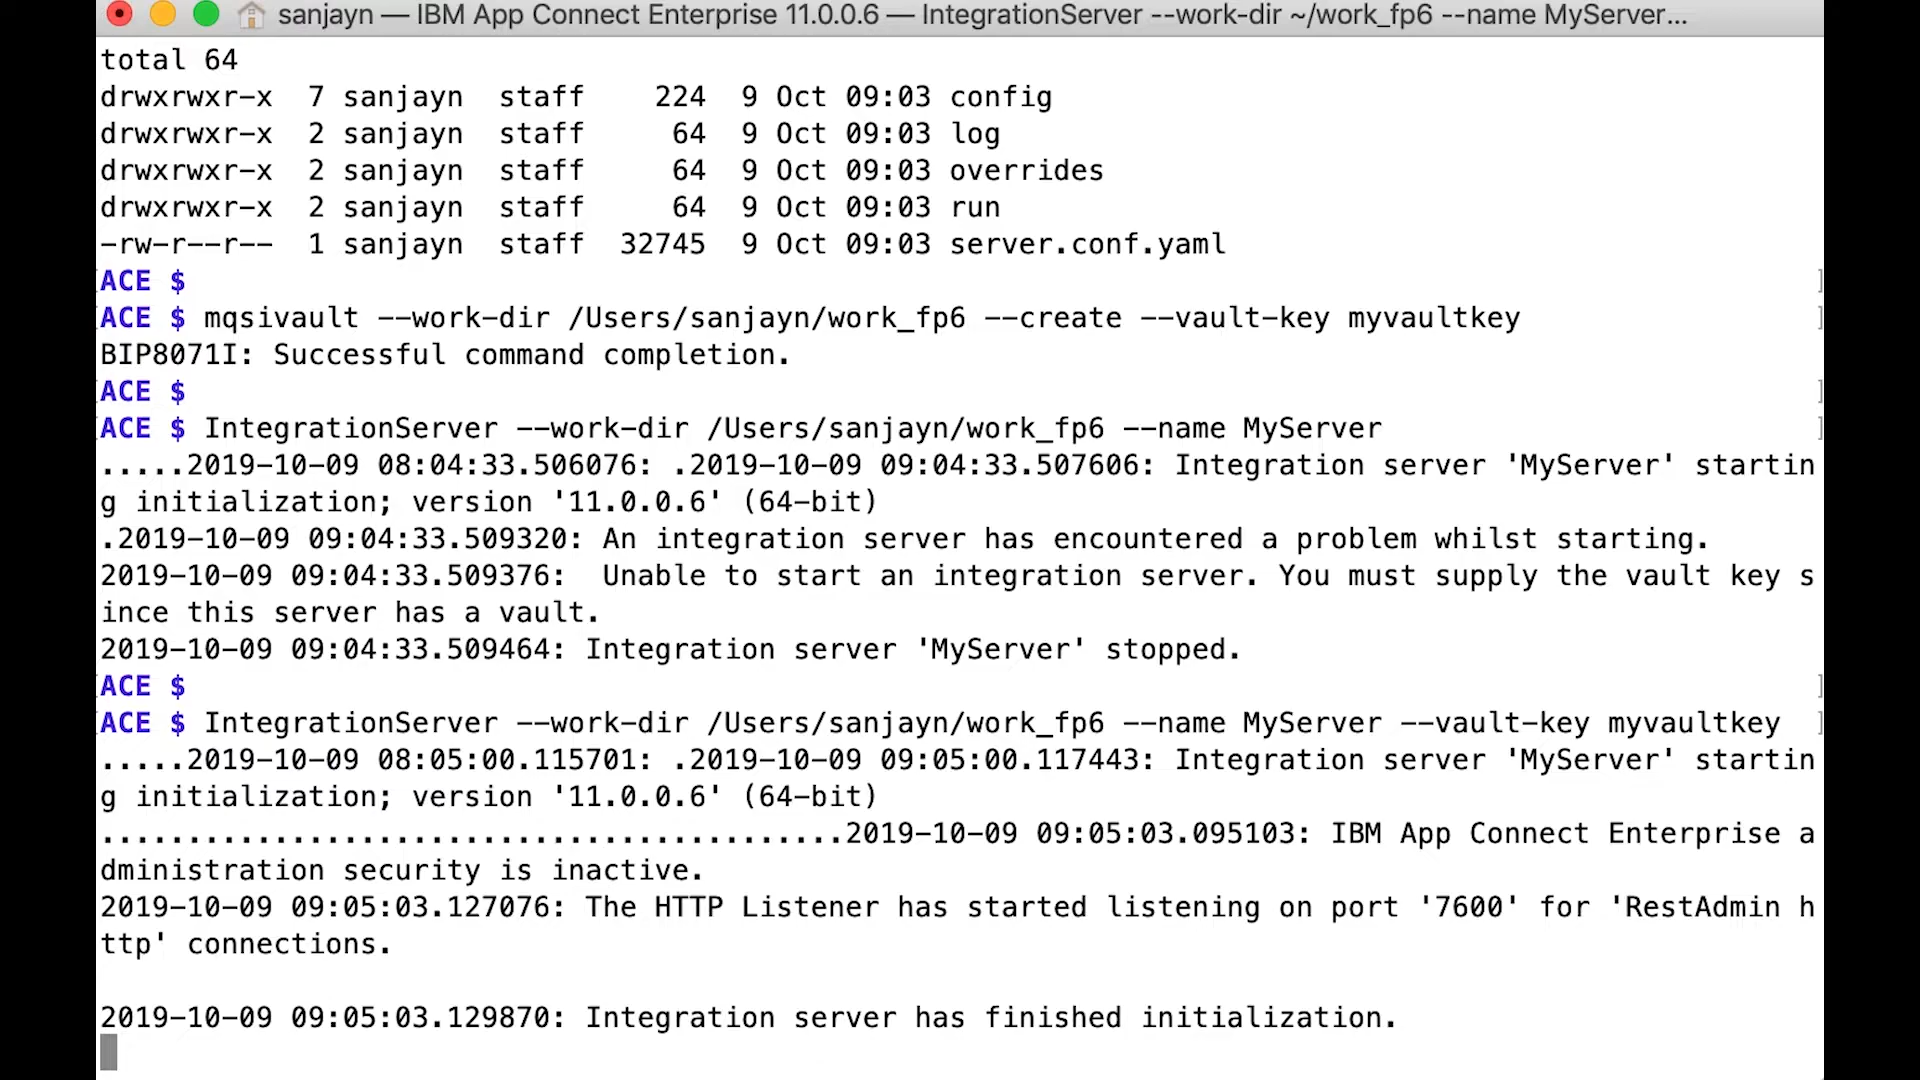 sanjayn — IBM App Connect Enterprise 11.0.0.6 — IntegrationServer --work-dir ~/work_fp6 --name MyServer...
total 64
drwxrwxr-x  7 sanjayn  staff    224  9 Oct 09:03 config
drwxrwxr-x  2 sanjayn  staff     64  9 Oct 09:03 log
drwxrwxr-x  2 sanjayn  staff     64  9 Oct 09:03 overrides
drwxrwxr-x  2 sanjayn  staff     64  9 Oct 09:03 run
-rw-r--r--  1 sanjayn  staff  32745  9 Oct 09:03 server.conf.yaml
ACE $
ACE $ mqsivault --work-dir /Users/sanjayn/work_fp6 --create --vault-key myvaultkey
BIP8071I: Successful command completion.
ACE $
ACE $ IntegrationServer --work-dir /Users/sanjayn/work_fp6 --name MyServer
.....2019-10-09 08:04:33.506076: .2019-10-09 09:04:33.507606: Integration server 'MyServer' startin
g initialization; version '11.0.0.6' (64-bit)
.2019-10-09 09:04:33.509320: An integration server has encountered a problem whilst starting.
2019-10-09 09:04:33.509376:  Unable to start an integration server. You must supply the vault key s
ince this server has a vault.
2019-10-09 09:04:33.509464: Integration server 'MyServer' stopped.
ACE $
ACE $ IntegrationServer --work-dir /Users/sanjayn/work_fp6 --name MyServer --vault-key myvaultkey
.....2019-10-09 08:05:00.115701: .2019-10-09 09:05:00.117443: Integration server 'MyServer' startin
g initialization; version '11.0.0.6' (64-bit)
...........................................2019-10-09 09:05:03.095103: IBM App Connect Enterprise a
dministration security is inactive.
2019-10-09 09:05:03.127076: The HTTP Listener has started listening on port '7600' for 'RestAdmin h
ttp' connections.
2019-10-09 09:05:03.129870: Integration server has finished initialization.